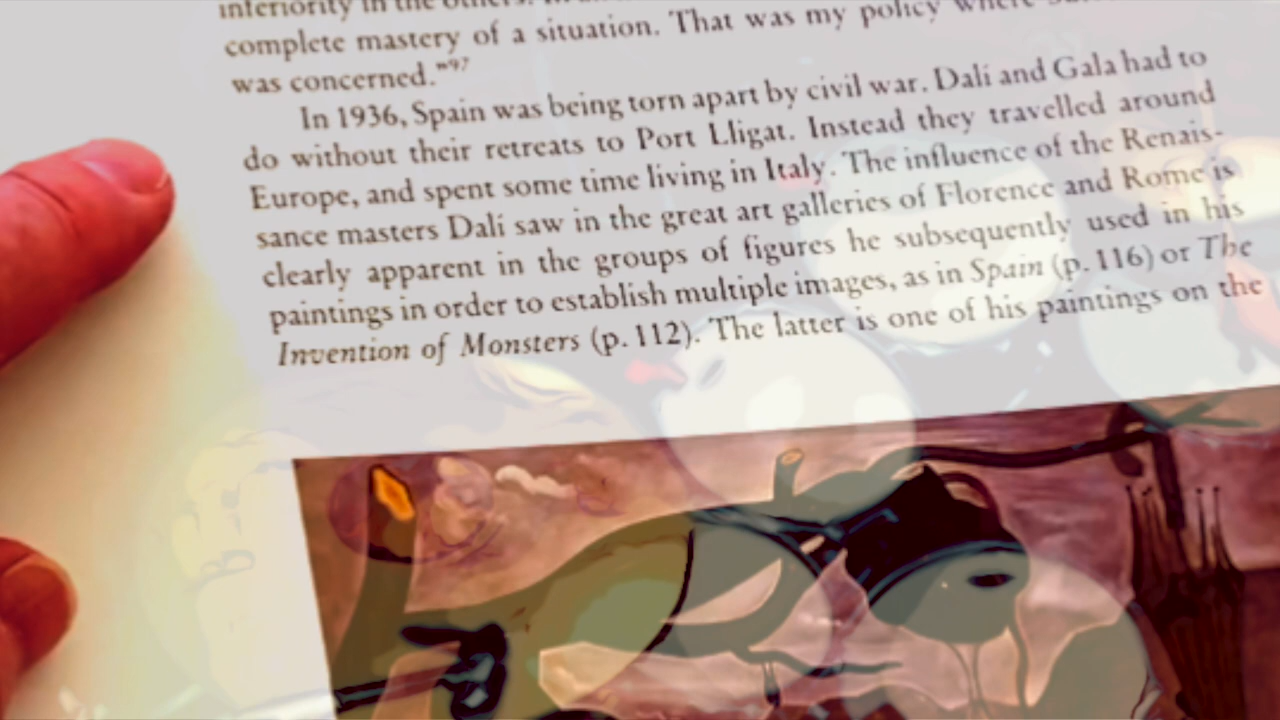 inferiority in the others. In
complete mastery of a situation. That was my policy where
was concerned."97
In 1936, Spain was being torn apart by civil war. Dalí and Gala had to
do without their retreats to Port Lligat. Instead they travelled around
Europe, and spent some time living in Italy. The influence of the Renais-
sance masters Dalí saw in the great art galleries of Florence and Rome is
clearly apparent in the groups of figures he subsequently used in his
paintings in order to establish multiple images, as in Spain (p. 116) or The
Invention of Monsters (p. 112). The latter is one of his paintings on the